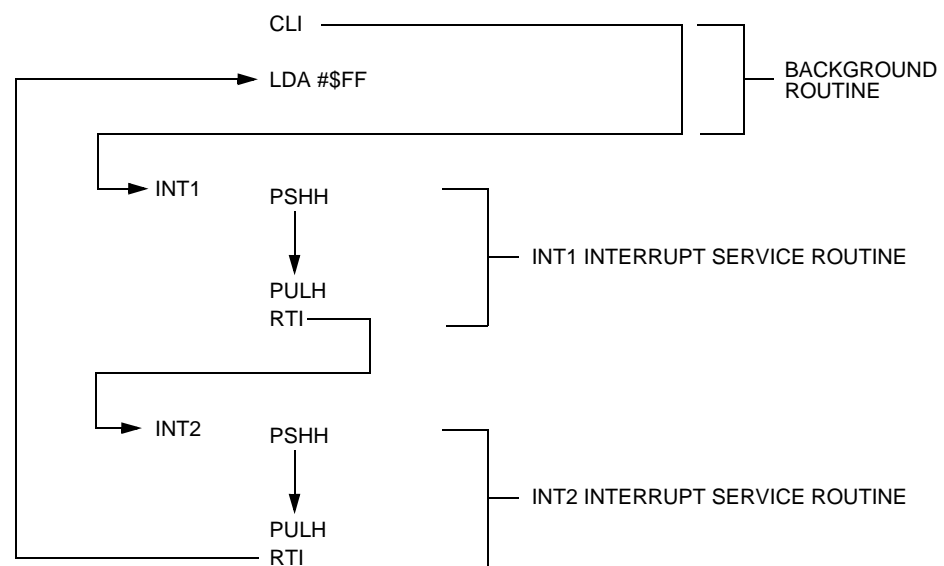 CLI
LDA #$FF
BACKGROUND
ROUTINE
INT1
PSHH
INT1 INTERRUPT SERVICE ROUTINE
PULH
RTI
INT2
PSHH
INT2 INTERRUPT SERVICE ROUTINE
PULH
RTI